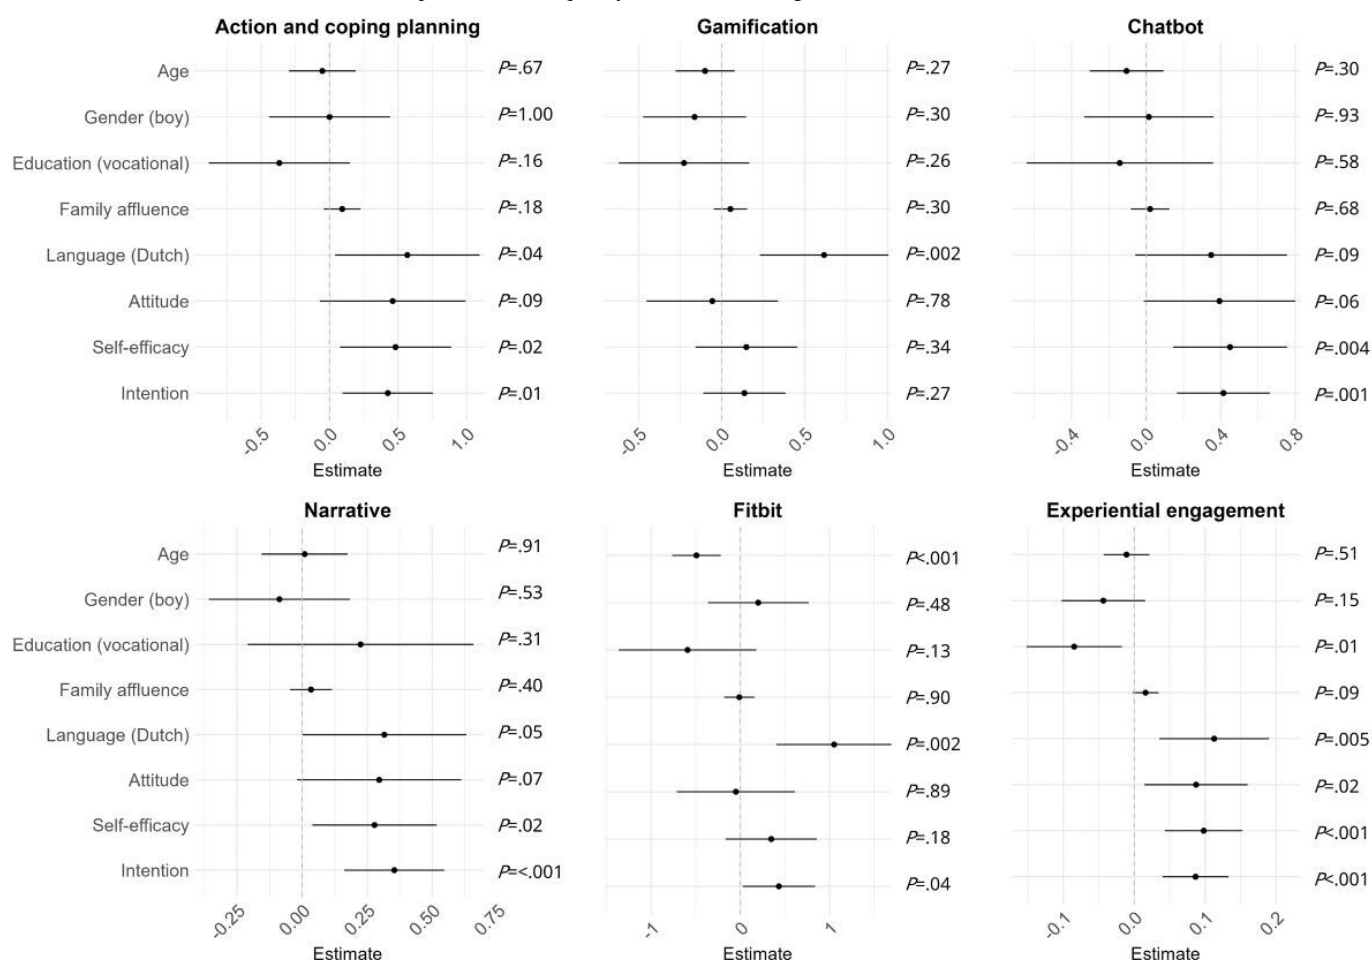 Action and coping planning
Age
P=.67
Gender (boy)
P=1.00
Education (vocational)
P=.16
Family affluence
P=.18
Language (Dutch)
P=.04
Attitude
P=.09
Self-efficacy
P=.02
Intention
P=.01
-0.5 0.0 0.5 1.0
Estimate
Gamification
P=.27
P=.30
P=.26
P=.30
P=.002
P=.78
P=.34
P=.27
-0.5 0.0 0.5 1.0
Estimate
Chatbot
P=.30
P=.93
P=.58
P=.68
P=.09
P=.06
P=.004
P=.001
-0.4 0.0 0.4 0.8
Estimate
Narrative
Age
P=.91
Gender (boy)
P=.53
Education (vocational)
P=.31
Family affluence
P=.40
Language (Dutch)
P=.05
Attitude
P=.07
Self-efficacy
P=.02
Intention
P=<.001
-0.25 0.00 0.25 0.50 0.75
Estimate
Fitbit
P<.001
P=.48
P=.13
P=.90
P=.002
P=.89
P=.18
P=.04
-1 0 1
Estimate
Experiential engagement
P=.51
P=.15
P=.01
P=.09
P=.005
P=.02
P<.001
P<.001
-0.1 0.0 0.1 0.2
Estimate